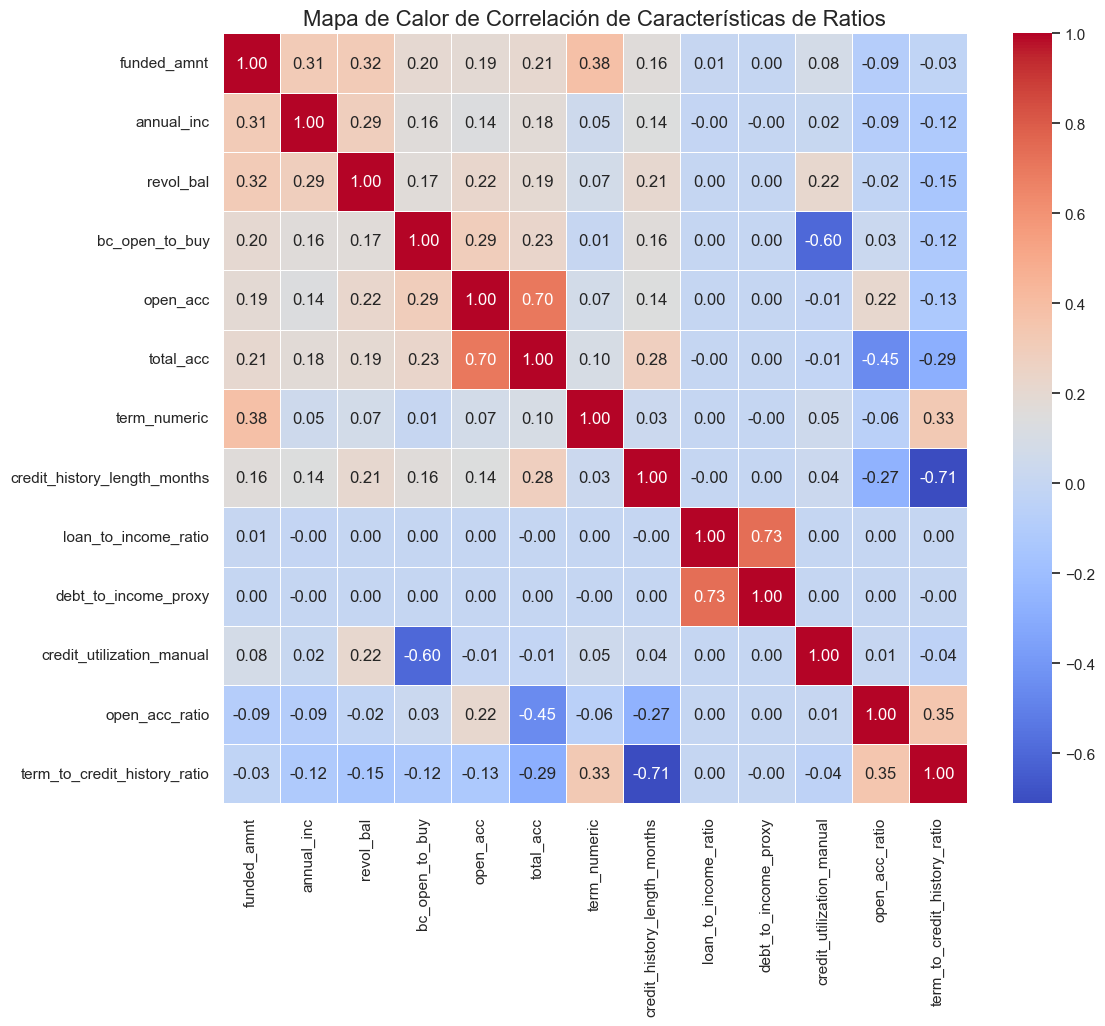 Mapa de Calor de Correlación de Características de Ratios
funded_amnt 1.00 0.31 0.32 0.20 0.19 0.21 0.38 0.16 0.01 0.00 0.08 -0.09 -0.03
annual_inc 0.31 1.00 0.29 0.16 0.14 0.18 0.05 0.14 -0.00 -0.00 0.02 -0.09 -0.12
revol_bal 0.32 0.29 1.00 0.17 0.22 0.19 0.07 0.21 0.00 0.00 0.22 -0.02 -0.15
bc_open_to_buy 0.20 0.16 0.17 1.00 0.29 0.23 0.01 0.16 0.00 0.00 -0.60 0.03 -0.12
open_acc 0.19 0.14 0.22 0.29 1.00 0.70 0.07 0.14 0.00 0.00 -0.01 0.22 -0.13
total_acc 0.21 0.18 0.19 0.23 0.70 1.00 0.10 0.28 -0.00 0.00 -0.01 -0.45 -0.29
term_numeric 0.38 0.05 0.07 0.01 0.07 0.10 1.00 0.03 0.00 -0.00 0.05 -0.06 0.33
credit_history_length_months 0.16 0.14 0.21 0.16 0.14 0.28 0.03 1.00 -0.00 0.00 0.04 -0.27 -0.71
loan_to_income_ratio 0.01 -0.00 0.00 0.00 0.00 -0.00 0.00 -0.00 1.00 0.73 0.00 0.00 0.00
debt_to_income_proxy 0.00 -0.00 0.00 0.00 0.00 0.00 -0.00 0.00 0.73 1.00 0.00 0.00 -0.00
credit_utilization_manual 0.08 0.02 0.22 -0.60 -0.01 -0.01 0.05 0.04 0.00 0.00 1.00 0.01 -0.04
open_acc_ratio -0.09 -0.09 -0.02 0.03 0.22 -0.45 -0.06 -0.27 0.00 0.00 0.01 1.00 0.35
term_to_credit_history_ratio -0.03 -0.12 -0.15 -0.12 -0.13 -0.29 0.33 -0.71 0.00 -0.00 -0.04 0.35 1.00
funded_amnt
annual_inc
revol_bal
bc_open_to_buy
open_acc
total_acc
term_numeric
credit_history_length_months
loan_to_income_ratio
debt_to_income_proxy
credit_utilization_manual
open_acc_ratio
term_to_credit_history_ratio
1.0
0.8
0.6
0.4
0.2
0.0
−0.2
−0.4
−0.6